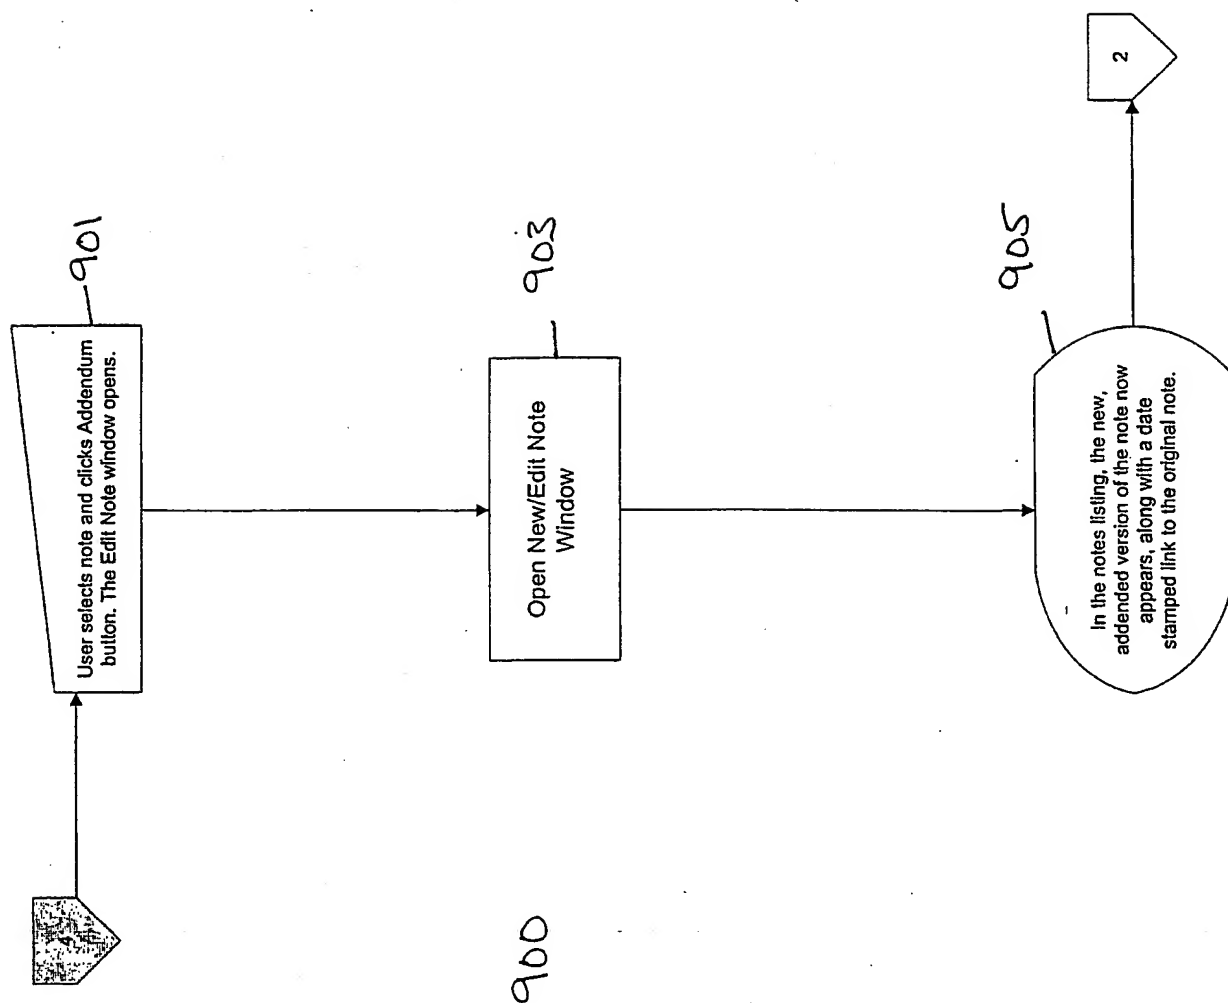 4
User selects note and clicks Addendum
button. The Edit Note window opens.
901
Open New/Edit Note
Window
903
In the notes listing, the new,
addended version of the note now
appears, along with a date
stamped link to the original note.
905
2
900